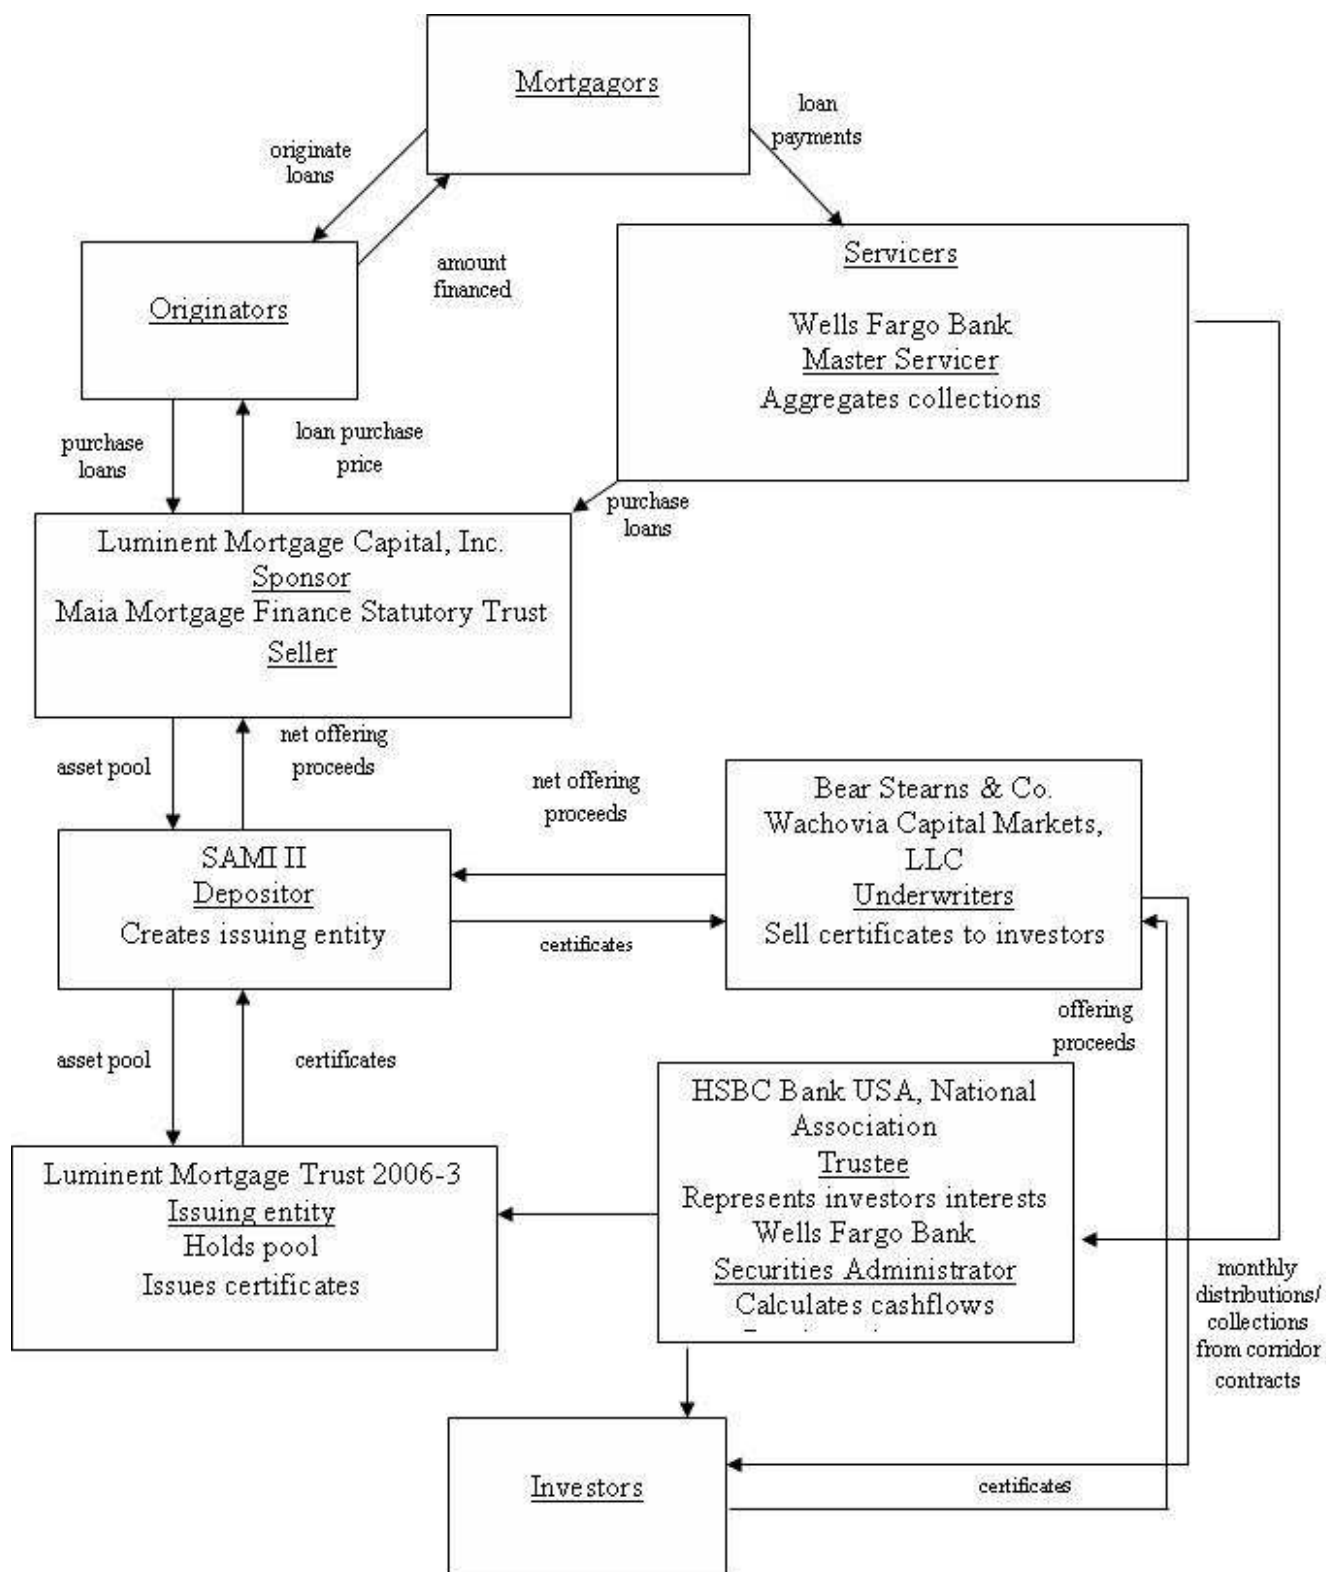 Mortgagors
loan
payments
originate
loans
amount
financed
Originators
Servicers
Wells Fargo Bank
Master Servicer
Aggregates collections
purchase
loans
loan purchase
price
purchase
loans
Luminent Mortgage Capital, Inc.
Sponsor
Maia Mortgage Finance Statutory Trust
Seller
asset pool
net offering
proceeds
net offering
proceeds
Bear Stearns & Co.
Wachovia Capital Markets,
LLC
Underwriters
Sell certificates to investors
SAMI II
Depositor
Creates issuing entity
certificates
offering
proceeds
asset pool
certificates
HSBC Bank USA, National
Association
Trustee
Represents investors interests
Wells Fargo Bank
Securities Administrator
Calculates cashflows
Luminent Mortgage Trust 2006-3
Issuing entity
Holds pool
Issues certificates
monthly
distributions/
collections
from corridor
contracts
Investors
certificates